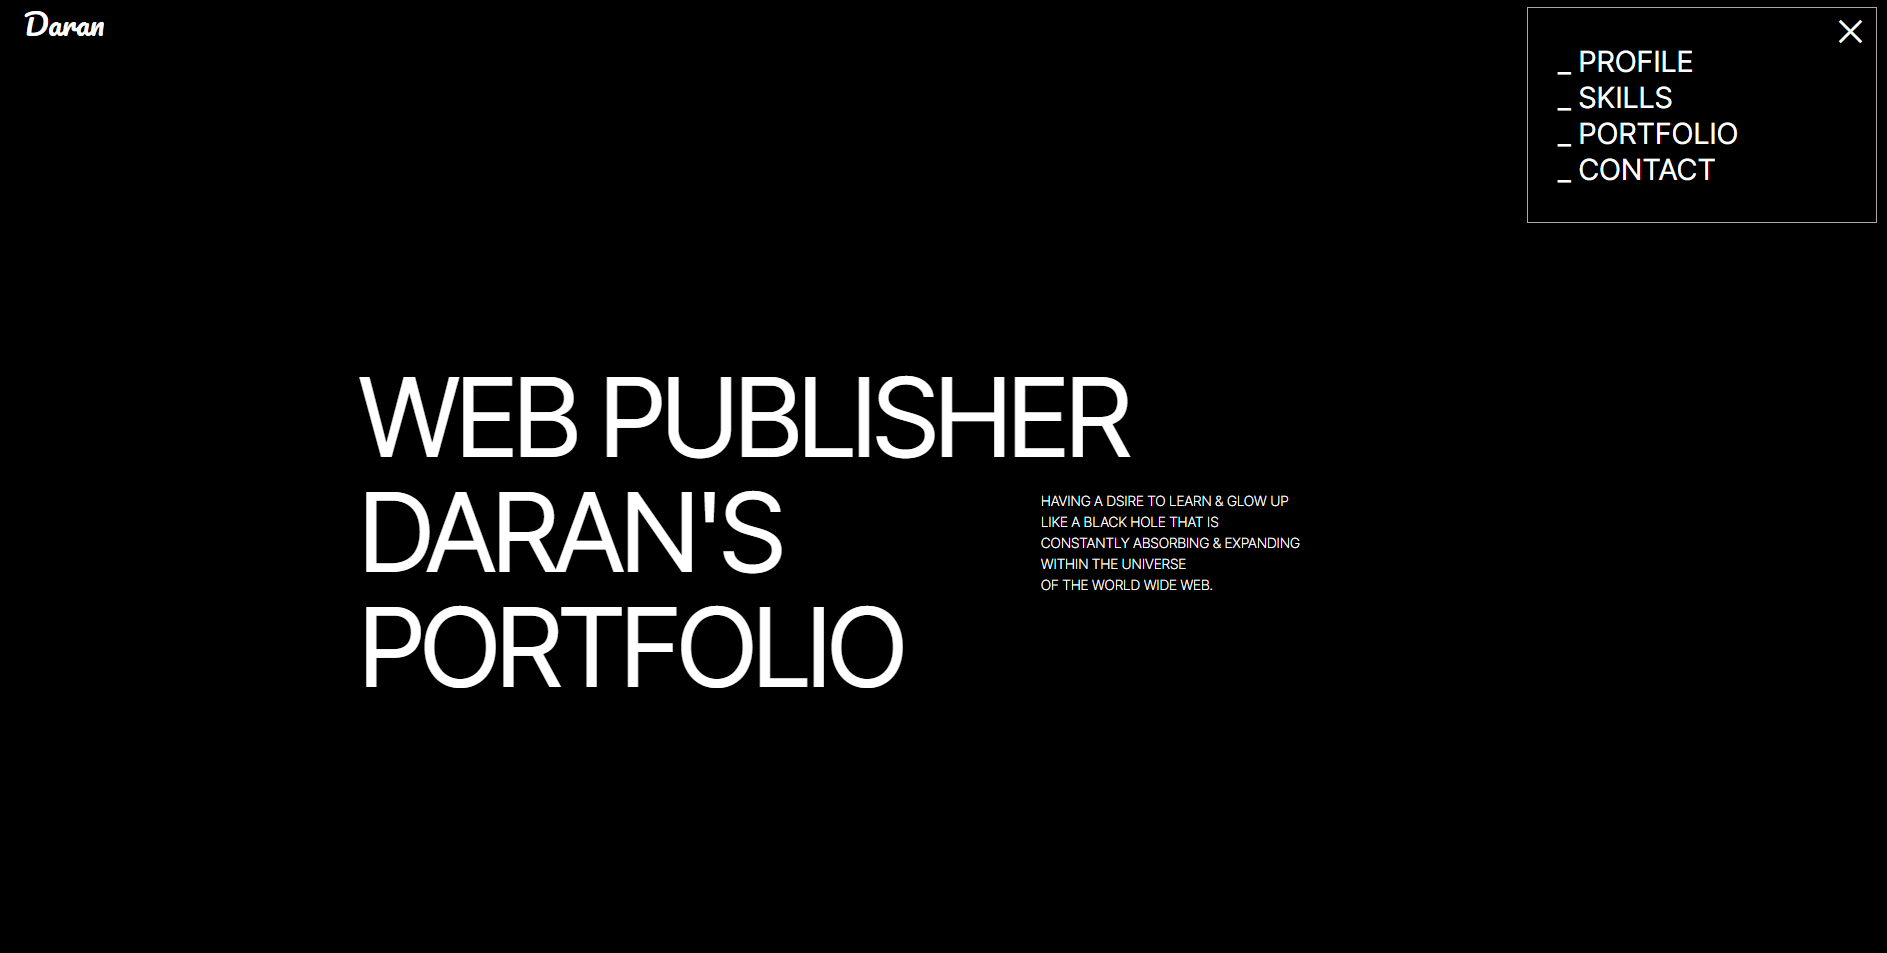 Daran
_ PROFILE
_ SKILLS
_ PORTFOLIO
_ CONTACT
WEB PUBLISHER
DARAN'S
PORTFOLIO
HAVING A DSIRE TO LEARN & GLOW UP
LIKE A BLACK HOLE THAT IS
CONSTANTLY ABSORBING & EXPANDING
WITHIN THE UNIVERSE
OF THE WORLD WIDE WEB.